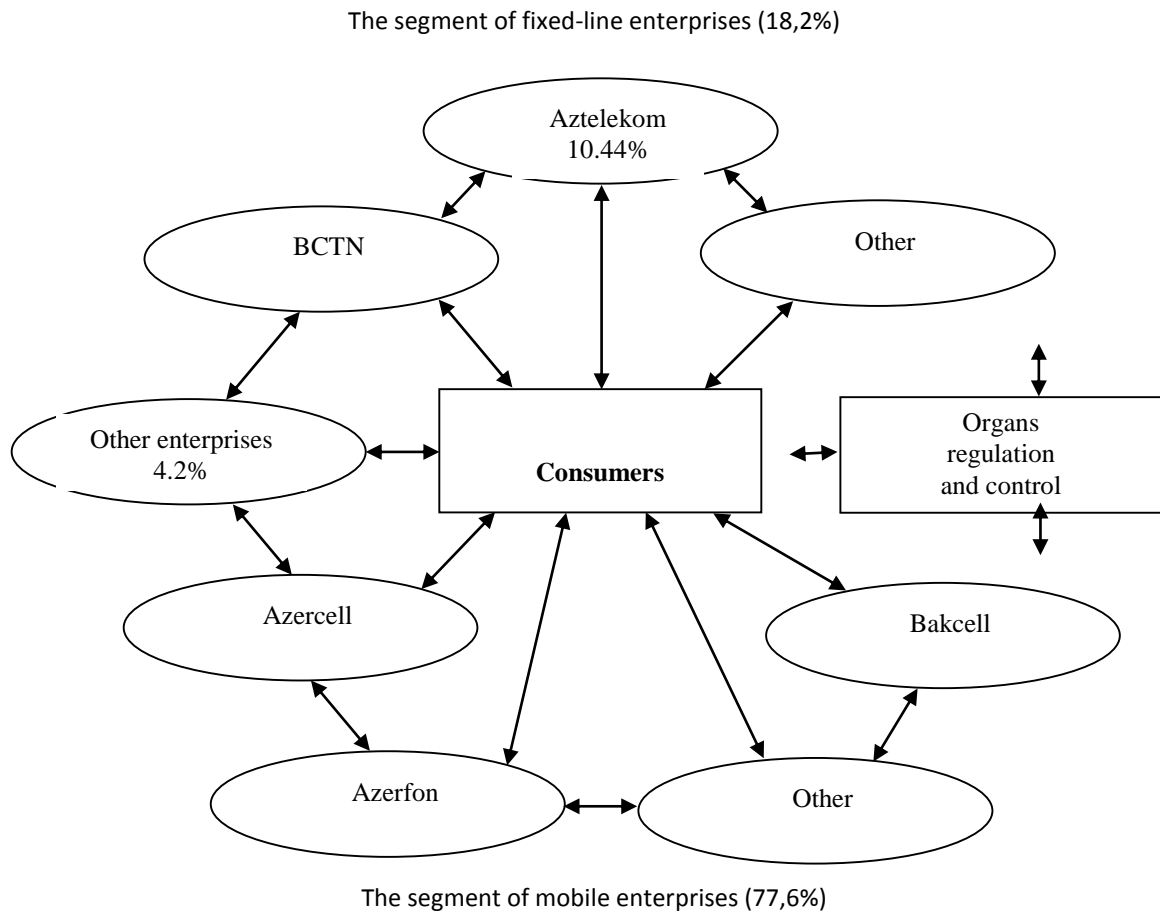 The segment of fixed-line enterprises (18,2%)
Aztelekom
10.44%
BCTN
Other
Other enterprises
4.2%
Consumers
Organs
regulation
and control
Azercell
Bakcell
Azerfon
Other
The segment of mobile enterprises (77,6%)